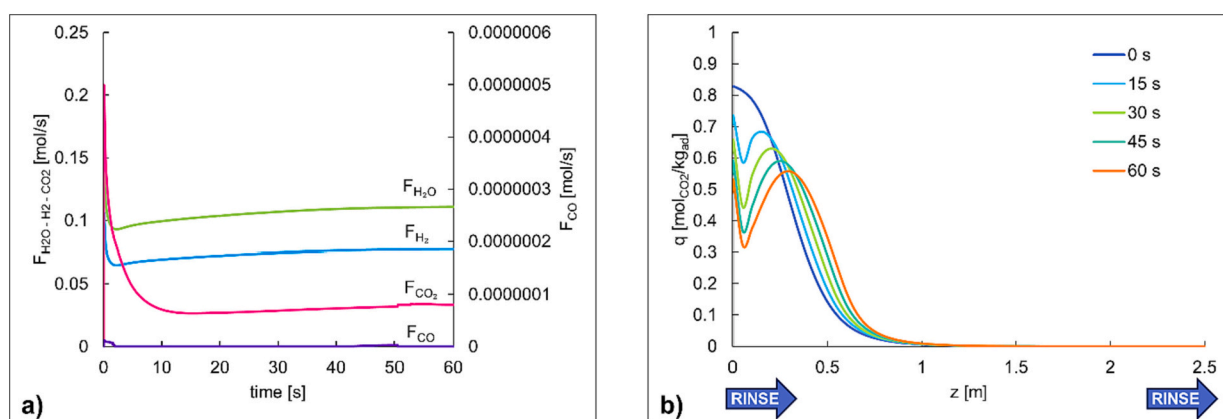 F_H2O - H2 - CO2 [mol/s]
0.25
0.2
0.15
0.1
0.05
0
F_H₂O
F_H₂
F_CO₂
F_CO
0.0000006
0.0000005
0.0000004
0.0000003
0.0000002
0.0000001
0
F_CO [mol/s]
0 10 20 30 40 50 60
time [s]
a)
q [mol_CO2/kg_ad]
1
0.9
0.8
0.7
0.6
0.5
0.4
0.3
0.2
0.1
0
0 s
15 s
30 s
45 s
60 s
0 0.5 1 1.5 2 2.5
z [m]
RINSE
RINSE
b)